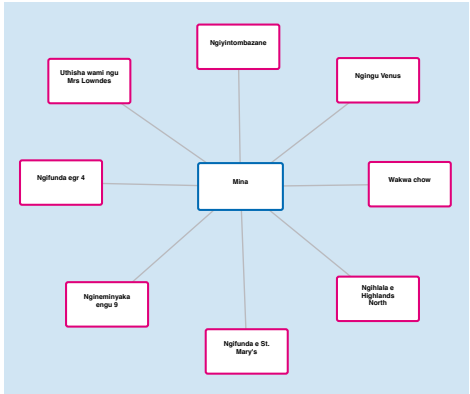 Ngiyintombazane
Uthisha wami ngu
Mrs Lowndes
Ngingu Venus
Ngifunda egr 4
Mina
Wakwa chow
Ngineminyaka
engu 9
Ngihlala e
Highlands
North
Ngifunda e St.
Mary's